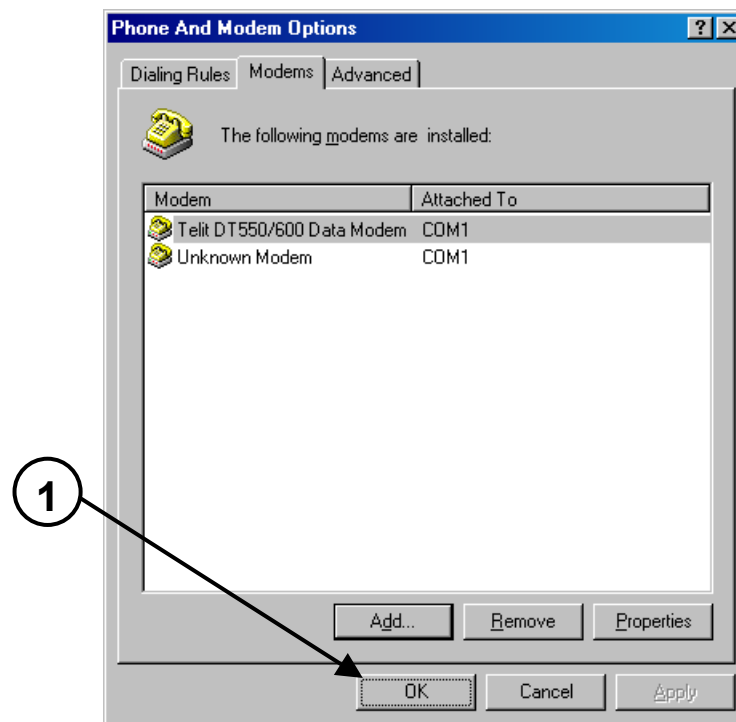 Phone And Modem Options
? X
Dialing Rules Modems Advanced
The following modems are installed:
Modem Attached To
Telit DT550/600 Data Modem COM1
Unknown Modem COM1
1
Add... Remove Properties
OK Cancel Apply